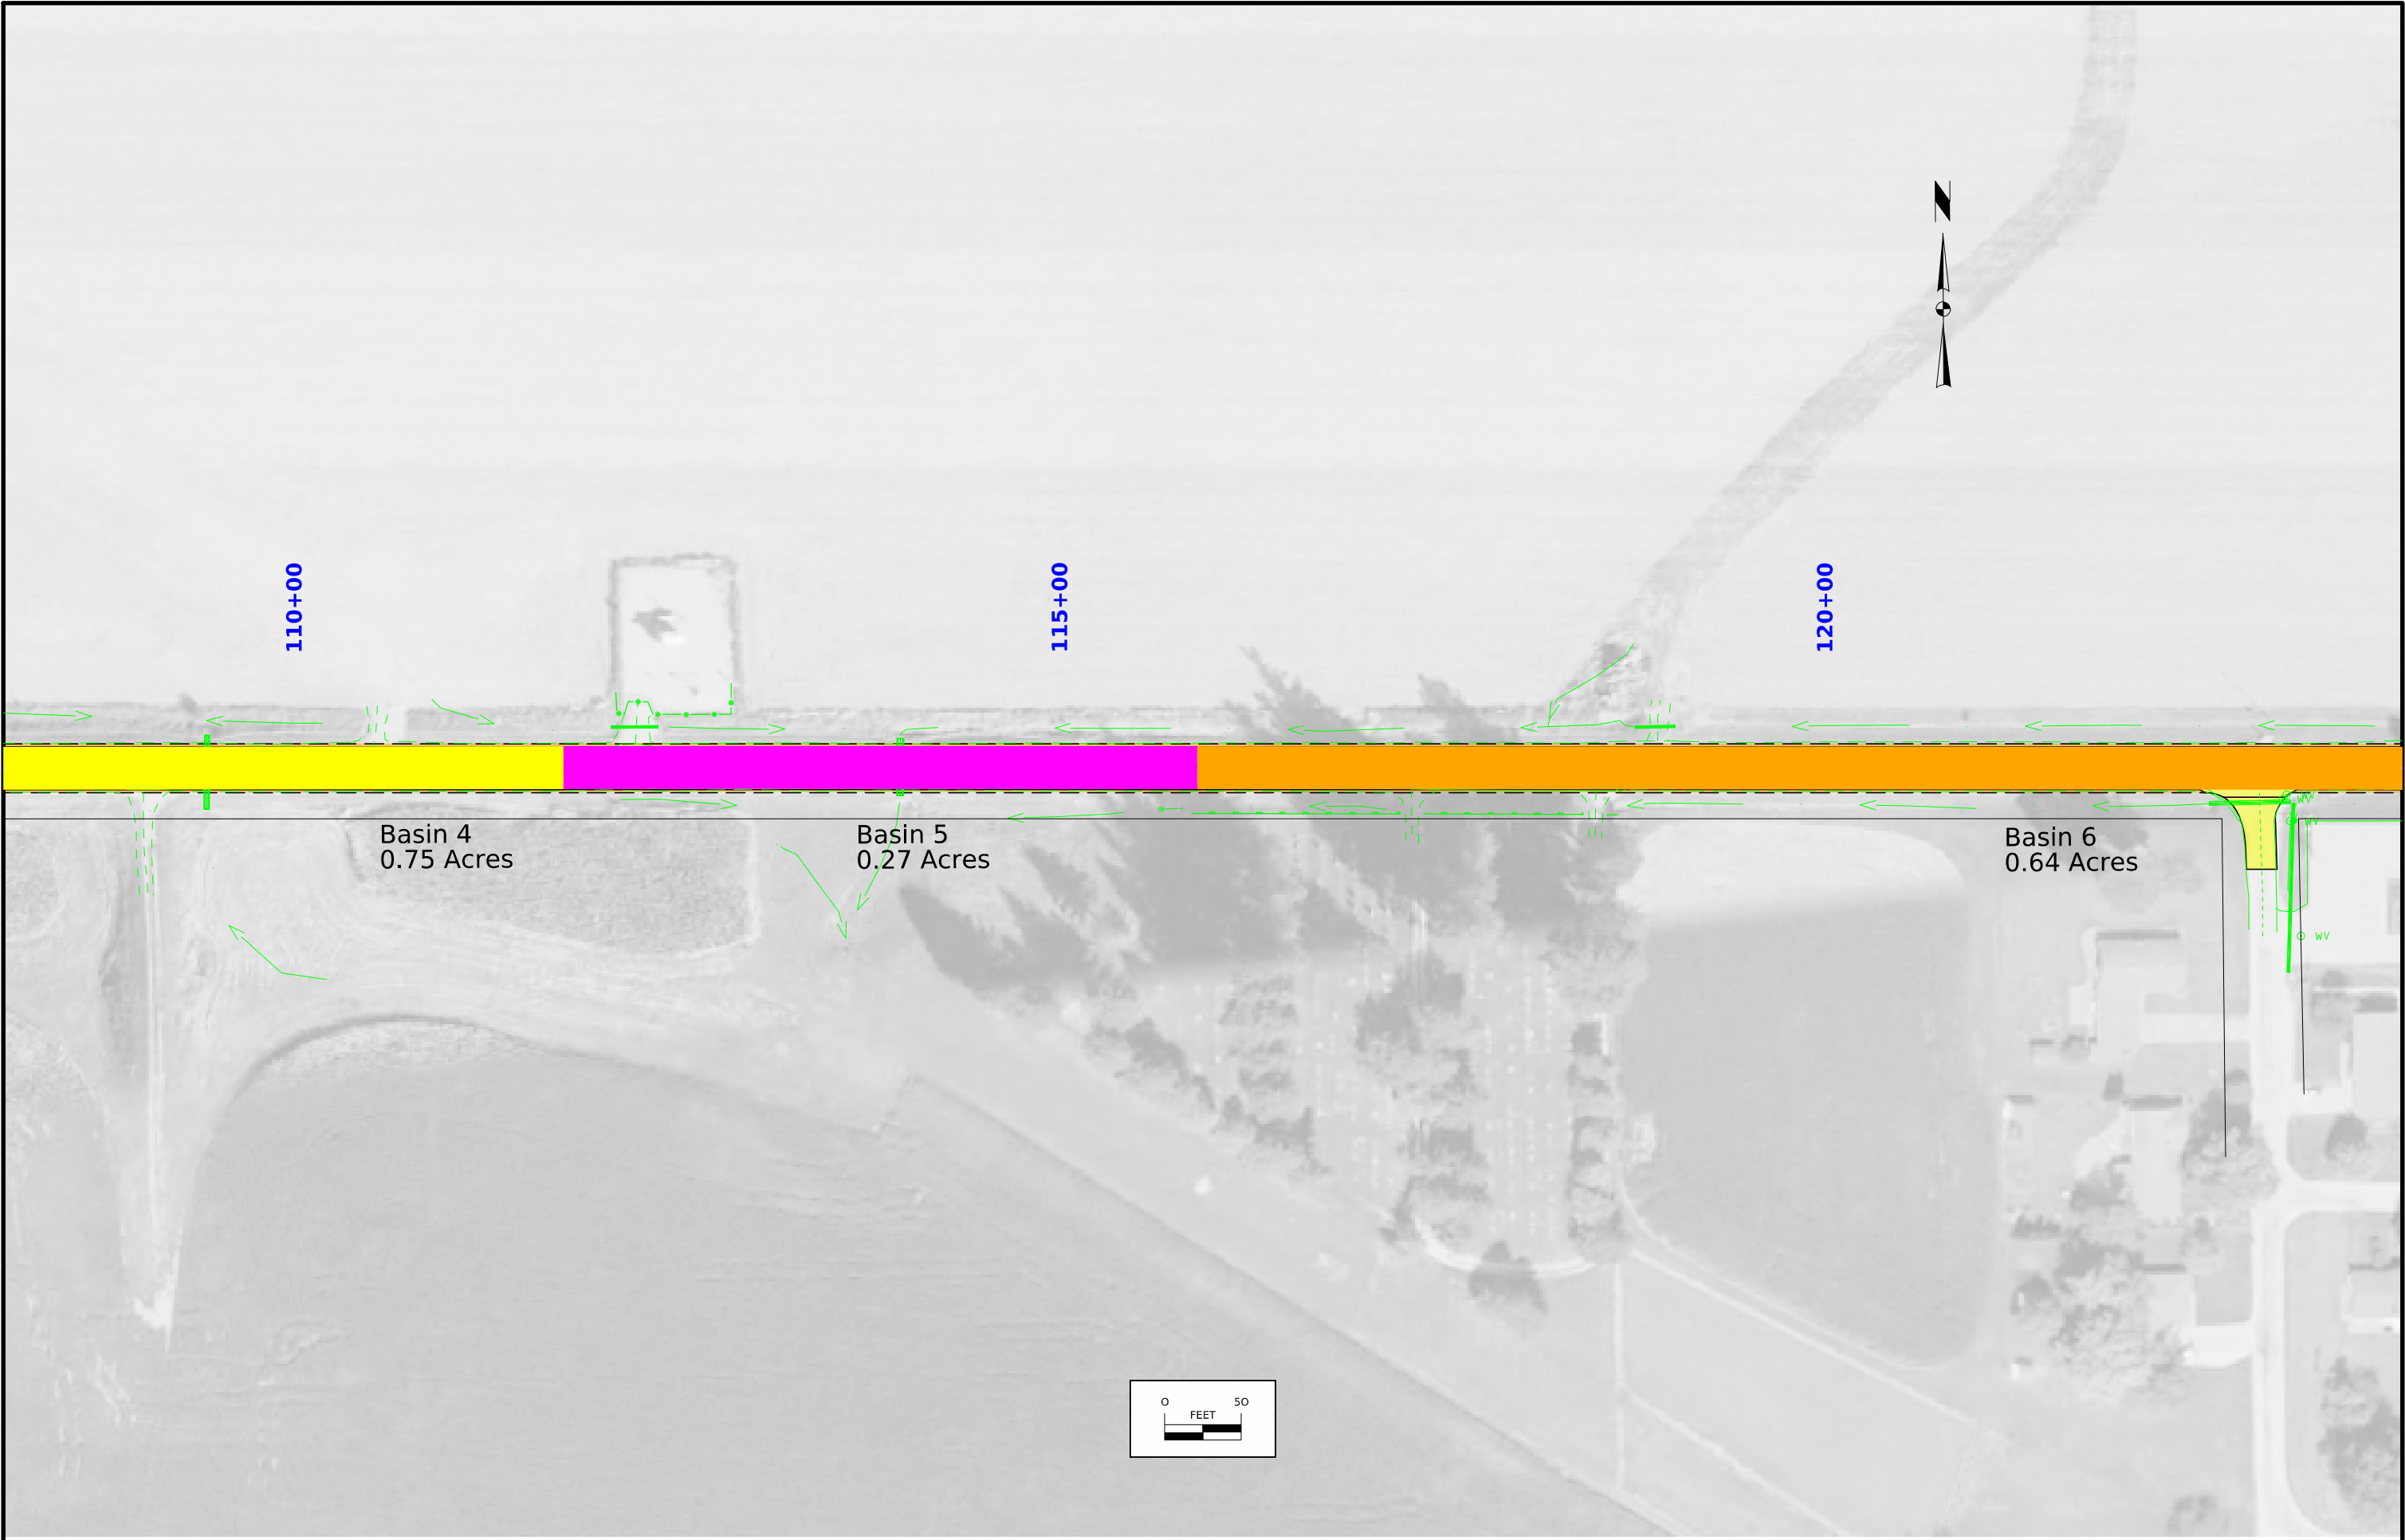 N
110+00
115+00
120+00
Basin 4
0.75 Acres
Basin 5
0.27 Acres
Basin 6
0.64 Acres
WV
WV
WV
0 50
FEET